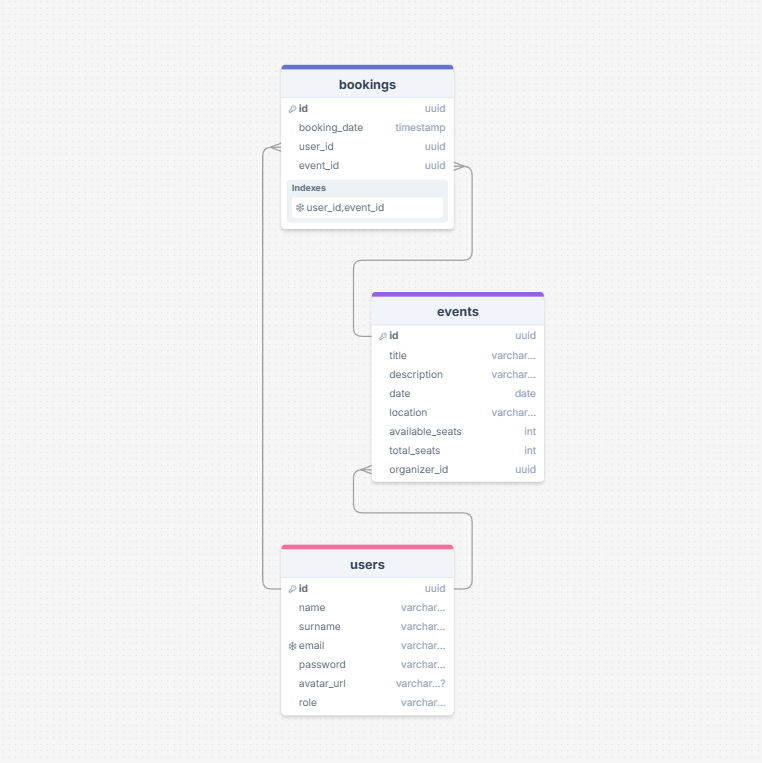 bookings
id uuid
booking_date timestamp
user_id uuid
event_id uuid
Indexes
user_id,event_id
events
id uuid
title varchar...
description varchar...
date date
location varchar...
available_seats int
total_seats int
organizer_id uuid
users
id uuid
name varchar...
surname varchar...
email varchar...
password varchar...
avatar_url varchar...?
role varchar...